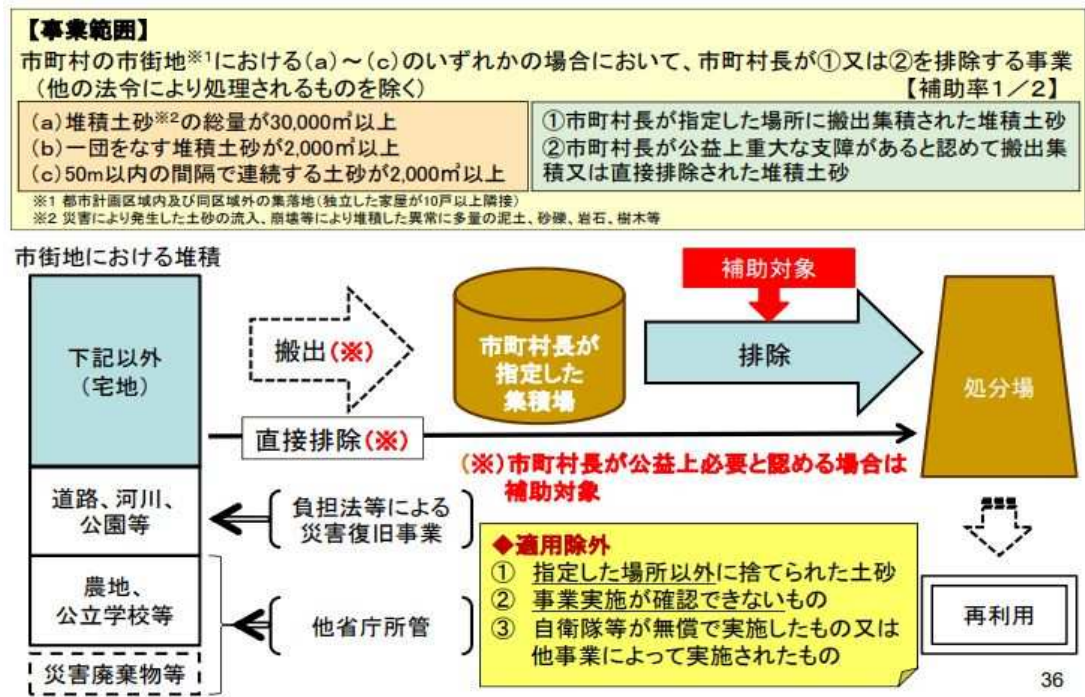 【事業範囲】
市町村の市街地※1における(a)～(c)のいずれかの場合において、市町村長が①又は②を排除する事業
(他の法令により処理されるものを除く)　【補助率1／2】
(a)堆積土砂※2の総量が30,000㎥以上
(b)一団をなす堆積土砂が2,000㎥以上
(c)50m以内の間隔で連続する土砂が2,000㎥以上
①市町村長が指定した場所に搬出集積された堆積土砂
②市町村長が公益上重大な支障があると認めて搬出集
積又は直接排除された堆積土砂
※1 都市計画区域内及び同区域外の集落地(独立した家屋が10戸以上隣接)
※2 災害により発生した土砂の流入、崩壊等により堆積した異常に多量の泥土、砂礫、岩石、樹木等
市街地における堆積
下記以外
(宅地)
搬出(※)
市町村長が
指定した
集積場
補助対象
排除
処分場
直接排除(※)
(※)市町村長が公益上必要と認める場合は
補助対象
道路、河川、
公園等
負担法等による
災害復旧事業
農地、
公立学校等
他省庁所管
災害廃棄物等
◆適用除外
① 指定した場所以外に捨てられた土砂
② 事業実施が確認できないもの
③ 自衛隊等が無償で実施したもの又は
他事業によって実施されたもの
再利用
36